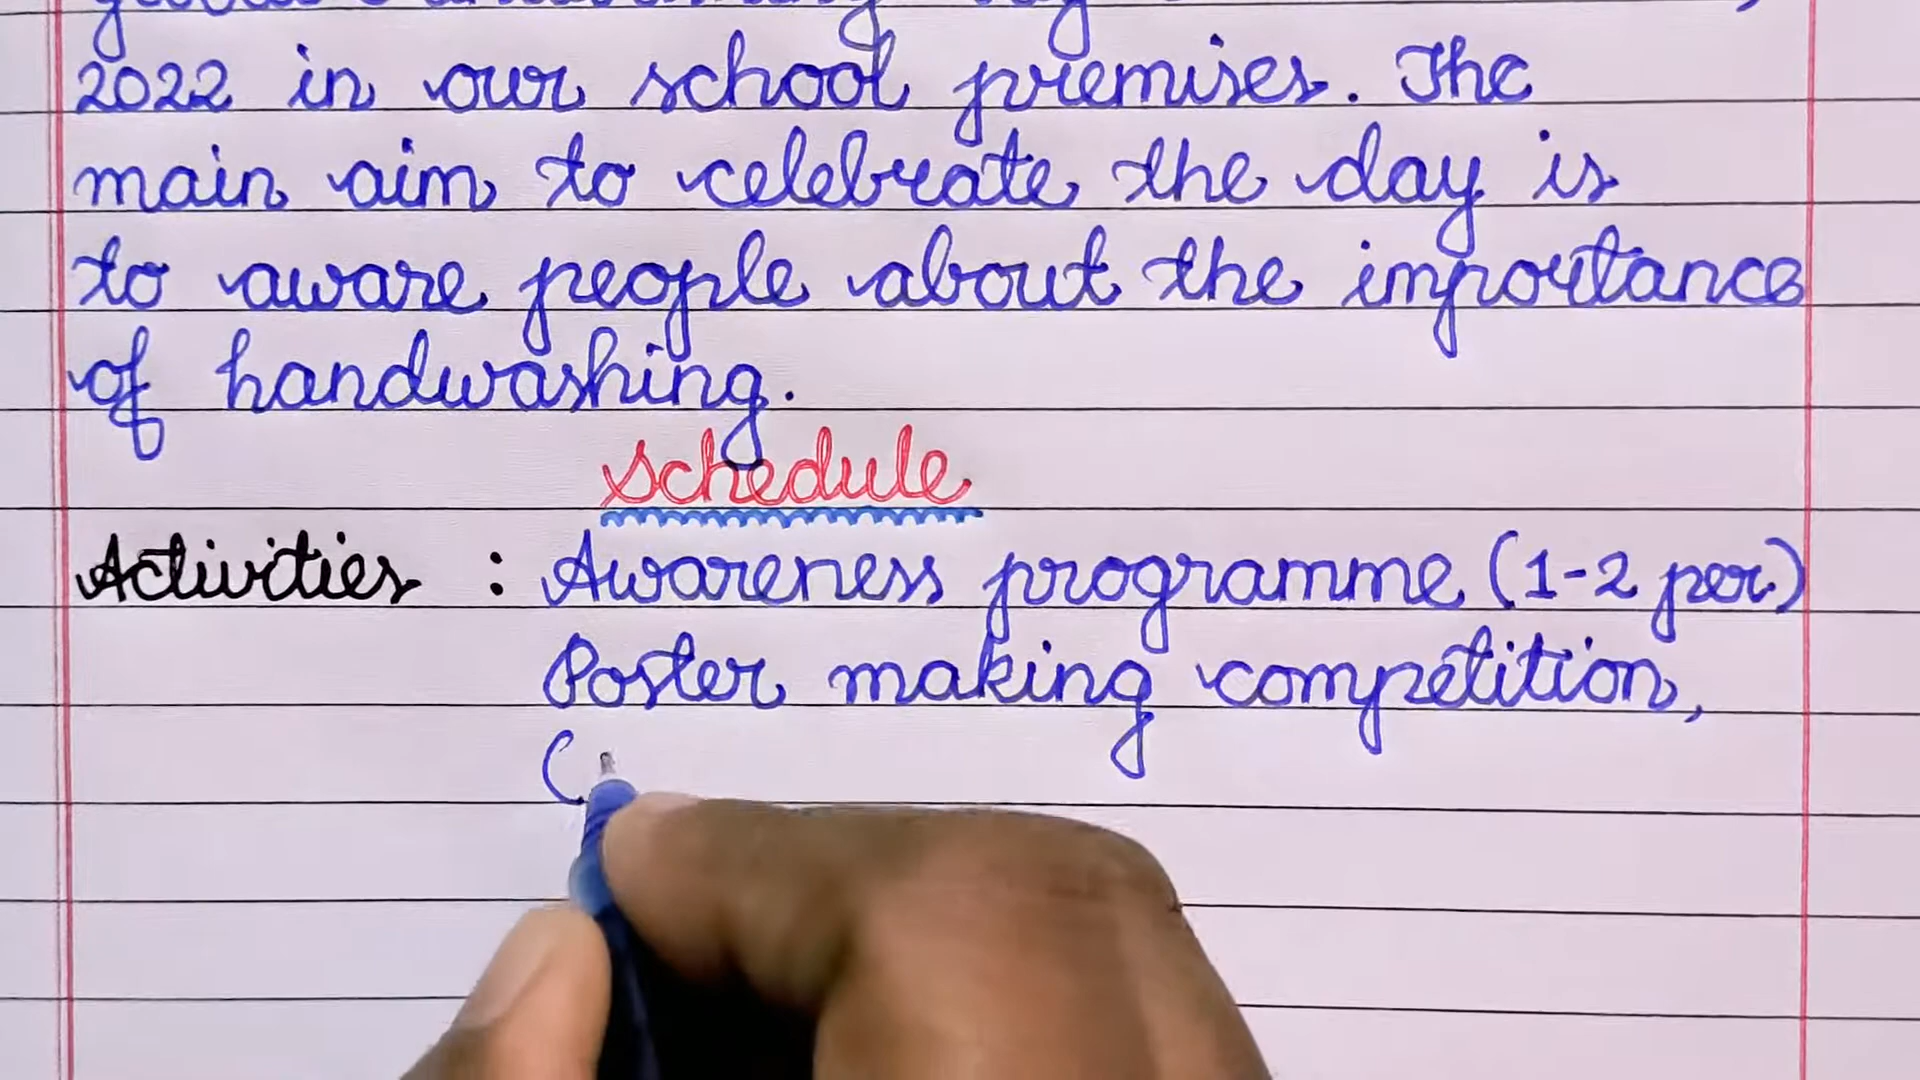 2022 in our school premises. The
main aim to celebrate the day is
to aware people about the importance
of handwashing.
Schedule
Activities : Awareness programme (1-2 per)
Poster making competition,
(